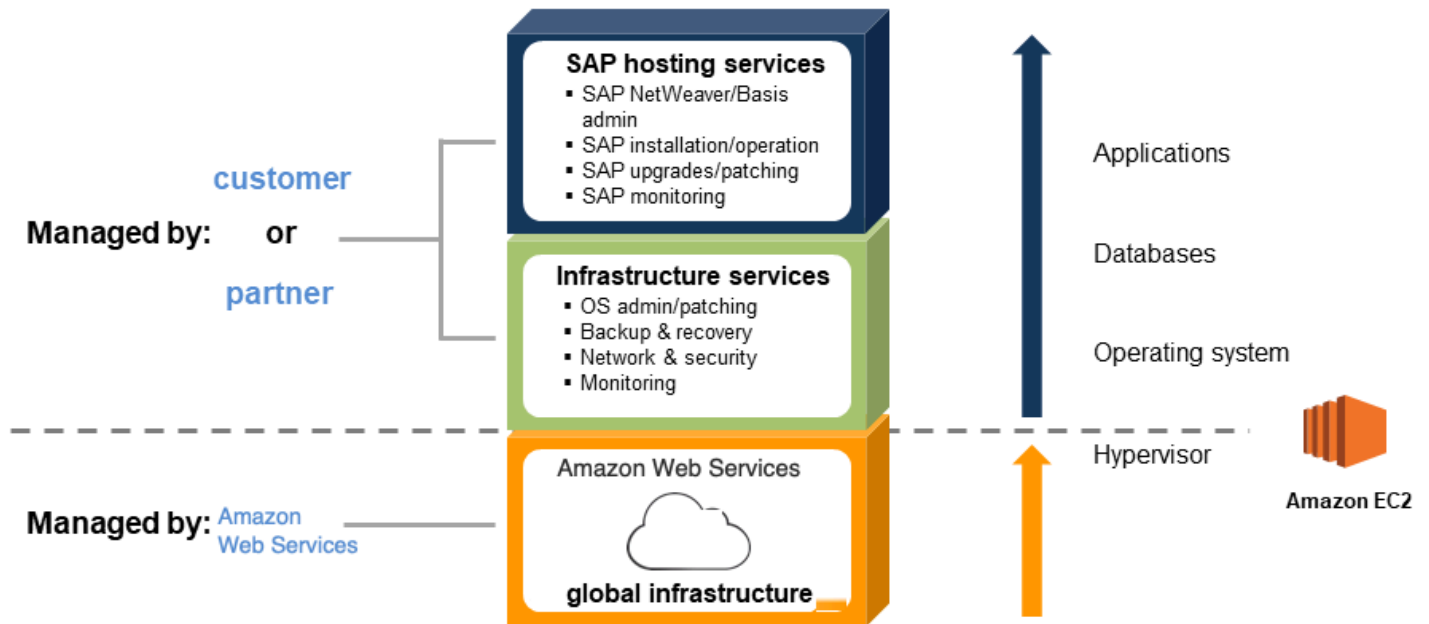 SAP hosting services
▪ SAP NetWeaver/Basis
admin
▪ SAP installation/operation
▪ SAP upgrades/patching
▪ SAP monitoring
customer
Managed by: or
partner
Infrastructure services
▪ OS admin/patching
▪ Backup & recovery
▪ Network & security
▪ Monitoring
Applications
Databases
Operating system
Hypervisor
Amazon EC2
Managed by: Amazon
Web Services
Amazon Web Services
global infrastructure